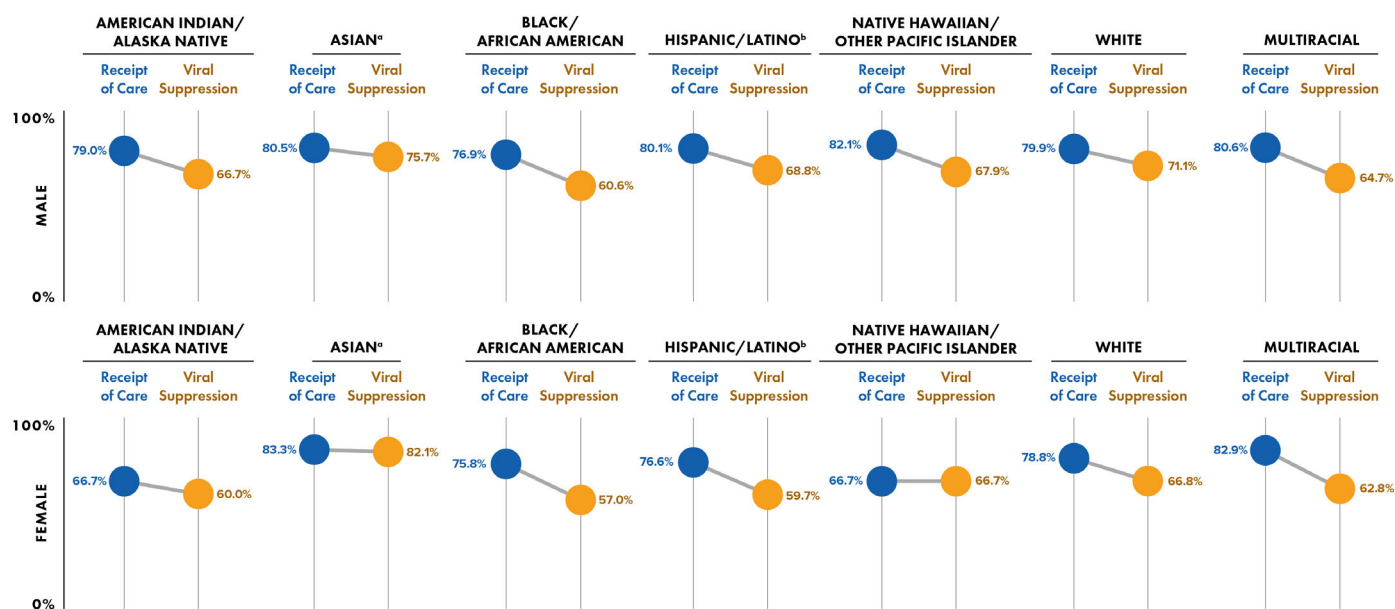 AMERICAN INDIAN/
ALASKA NATIVE
ASIANᵃ
BLACK/
AFRICAN AMERICAN
HISPANIC/LATINOᵇ
NATIVE HAWAIIAN/
OTHER PACIFIC ISLANDER
WHITE
MULTIRACIAL
Receipt of Care Viral Suppression
Receipt of Care Viral Suppression
Receipt of Care Viral Suppression
Receipt of Care Viral Suppression
Receipt of Care Viral Suppression
Receipt of Care Viral Suppression
Receipt of Care Viral Suppression
100%
MALE
0%
79.0% 66.7%
80.5% 75.7%
76.9% 60.6%
80.1% 68.8%
82.1% 67.9%
79.9% 71.1%
80.6% 64.7%
AMERICAN INDIAN/
ALASKA NATIVE
ASIANᵃ
BLACK/
AFRICAN AMERICAN
HISPANIC/LATINOᵇ
NATIVE HAWAIIAN/
OTHER PACIFIC ISLANDER
WHITE
MULTIRACIAL
Receipt of Care Viral Suppression
Receipt of Care Viral Suppression
Receipt of Care Viral Suppression
Receipt of Care Viral Suppression
Receipt of Care Viral Suppression
Receipt of Care Viral Suppression
Receipt of Care Viral Suppression
100%
FEMALE
0%
66.7% 60.0%
83.3% 82.1%
75.8% 57.0%
76.6% 59.7%
66.7% 66.7%
78.8% 66.8%
82.9% 62.8%